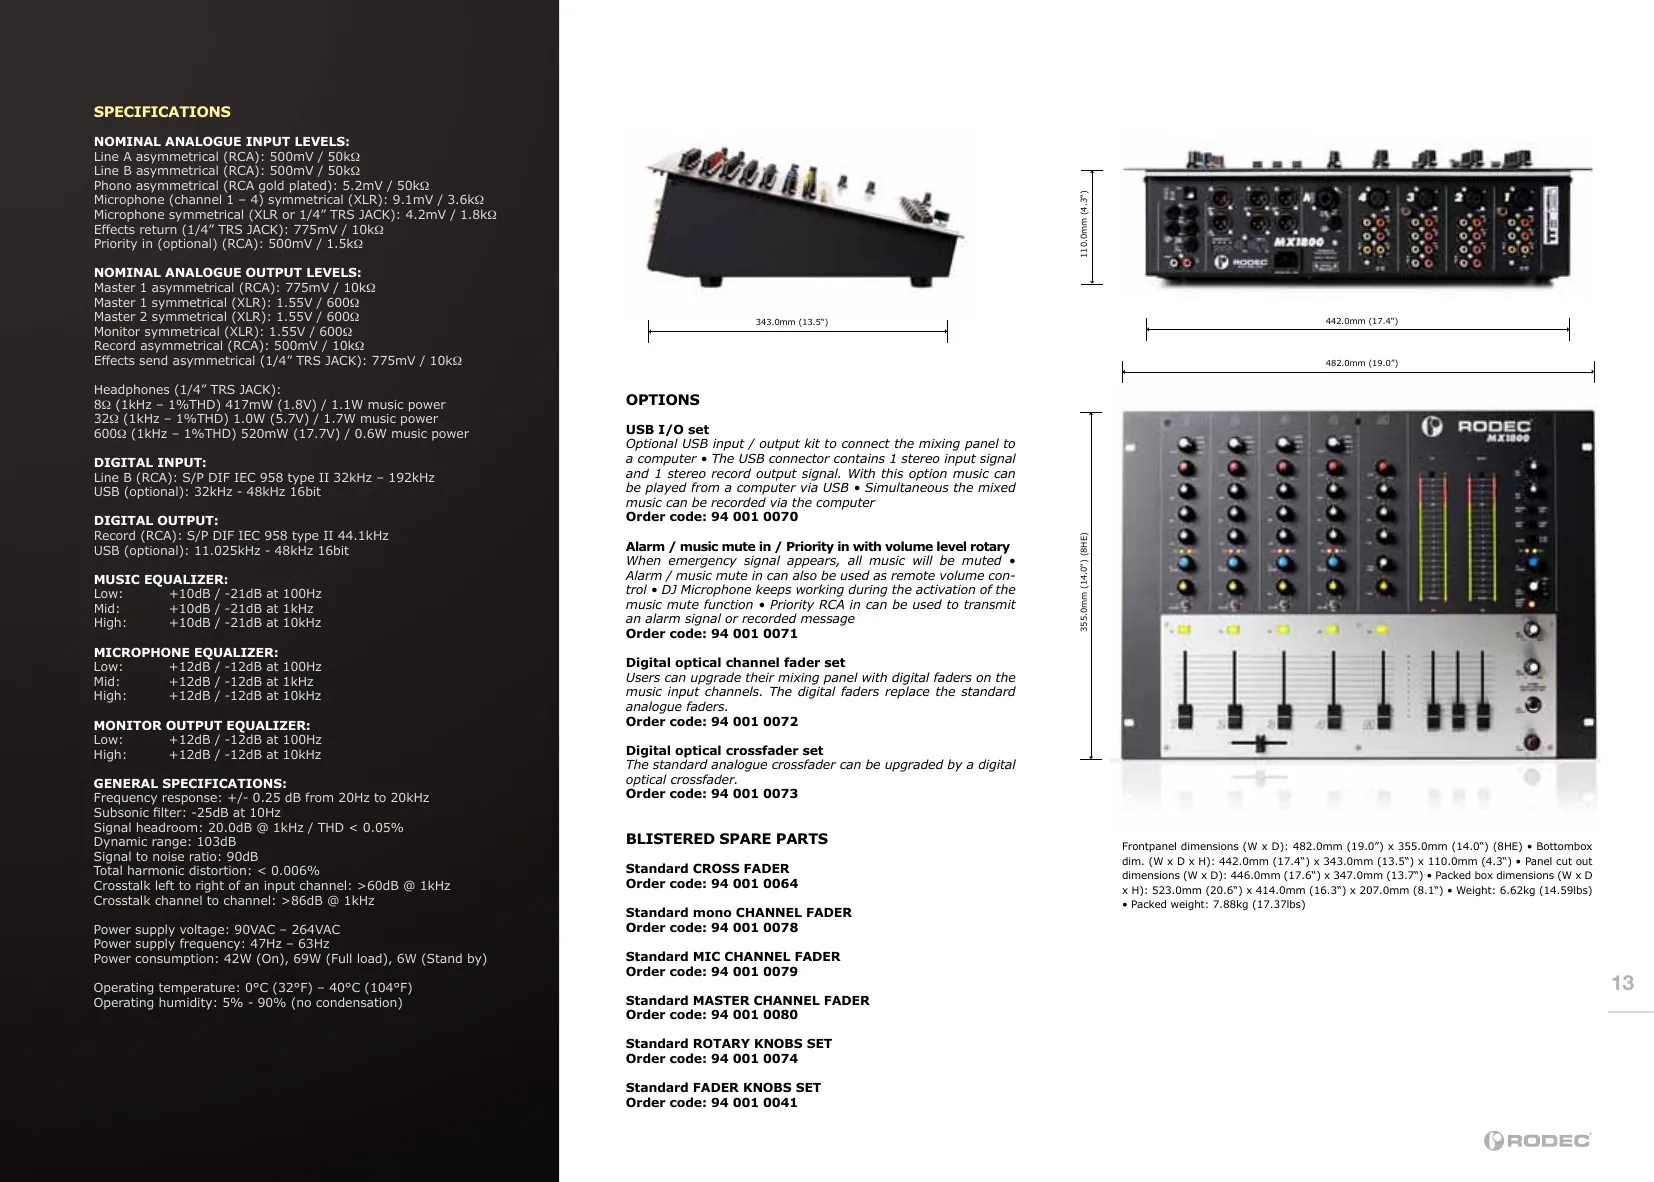 SPECIFICATIONS
NOMINAL ANALOGUE INPUT LEVELS:
Line A asymmetrical (RCA): 500mV / 50kΩ
Line B asymmetrical (RCA): 500mV / 50kΩ
Phono asymmetrical (RCA gold plated): 5.2mV / 50kΩ
Microphone (channel 1 – 4) symmetrical (XLR): 9.1mV / 3.6kΩ
Microphone symmetrical (XLR or 1/4” TRS JACK): 4.2mV / 1.8kΩ
Effects return (1/4” TRS JACK): 775mV / 10kΩ
Priority in (optional) (RCA): 500mV / 1.5kΩ
NOMINAL ANALOGUE OUTPUT LEVELS:
Master 1 asymmetrical (RCA): 775mV / 10kΩ
Master 1 symmetrical (XLR): 1.55V / 600Ω
Master 2 symmetrical (XLR): 1.55V / 600Ω
Monitor symmetrical (XLR): 1.55V / 600Ω
Record asymmetrical (RCA): 500mV / 10kΩ
Effects send asymmetrical (1/4” TRS JACK): 775mV / 10kΩ
Headphones (1/4” TRS JACK):
8Ω (1kHz – 1%THD) 417mW (1.8V) / 1.1W music power
32Ω (1kHz – 1%THD) 1.0W (5.7V) / 1.7W music power
600Ω (1kHz – 1%THD) 520mW (17.7V) / 0.6W music power
DIGITAL INPUT:
Line B (RCA): S/P DIF IEC 958 type II 32kHz – 192kHz
USB (optional): 32kHz - 48kHz 16bit
DIGITAL OUTPUT:
Record (RCA): S/P DIF IEC 958 type II 44.1kHz
USB (optional): 11.025kHz - 48kHz 16bit
MUSIC EQUALIZER:
Low: +10dB / -21dB at 100Hz
Mid: +10dB / -21dB at 1kHz
High: +10dB / -21dB at 10kHz
MICROPHONE EQUALIZER:
Low: +12dB / -12dB at 100Hz
Mid: +12dB / -12dB at 1kHz
High: +12dB / -12dB at 10kHz
MONITOR OUTPUT EQUALIZER:
Low: +12dB / -12dB at 100Hz
High: +12dB / -12dB at 10kHz
GENERAL SPECIFICATIONS:
Frequency response: +/- 0.25 dB from 20Hz to 20kHz
Subsonic filter: -25dB at 10Hz
Signal headroom: 20.0dB @ 1kHz / THD < 0.05%
Dynamic range: 103dB
Signal to noise ratio: 90dB
Total harmonic distortion: < 0.006%
Crosstalk left to right of an input channel: >60dB @ 1kHz
Crosstalk channel to channel: >86dB @ 1kHz
Power supply voltage: 90VAC – 264VAC
Power supply frequency: 47Hz – 63Hz
Power consumption: 42W (On), 69W (Full load), 6W (Stand by)
Operating temperature: 0°C (32°F) – 40°C (104°F)
Operating humidity: 5% - 90% (no condensation)
343.0mm (13.5“)
OPTIONS
USB I/O set
Optional USB input / output kit to connect the mixing panel to
a computer • The USB connector contains 1 stereo input signal
and 1 stereo record output signal. With this option music can
be played from a computer via USB • Simultaneous the mixed
music can be recorded via the computer
Order code: 94 001 0070
Alarm / music mute in / Priority in with volume level rotary
When emergency signal appears, all music will be muted •
Alarm / music mute in can also be used as remote volume con-
trol • DJ Microphone keeps working during the activation of the
music mute function • Priority RCA in can be used to transmit
an alarm signal or recorded message
Order code: 94 001 0071
Digital optical channel fader set
Users can upgrade their mixing panel with digital faders on the
music input channels. The digital faders replace the standard
analogue faders.
Order code: 94 001 0072
Digital optical crossfader set
The standard analogue crossfader can be upgraded by a digital
optical crossfader.
Order code: 94 001 0073
BLISTERED SPARE PARTS
Standard CROSS FADER
Order code: 94 001 0064
Standard mono CHANNEL FADER
Order code: 94 001 0078
Standard MIC CHANNEL FADER
Order code: 94 001 0079
Standard MASTER CHANNEL FADER
Order code: 94 001 0080
Standard ROTARY KNOBS SET
Order code: 94 001 0074
Standard FADER KNOBS SET
Order code: 94 001 0041
110.0mm (4.3“)
4 3 2 1
MX1800
RODEC
442.0mm (17.4“)
482.0mm (19.0”)
355.0mm (14.0“) (8HE)
RODEC
MX1800
Frontpanel dimensions (W x D): 482.0mm (19.0”) x 355.0mm (14.0“) (8HE) • Bottombox
dim. (W x D x H): 442.0mm (17.4“) x 343.0mm (13.5“) x 110.0mm (4.3“) • Panel cut out
dimensions (W x D): 446.0mm (17.6“) x 347.0mm (13.7“) • Packed box dimensions (W x D
x H): 523.0mm (20.6“) x 414.0mm (16.3“) x 207.0mm (8.1“) • Weight: 6.62kg (14.59lbs)
• Packed weight: 7.88kg (17.37lbs)
13
RODEC